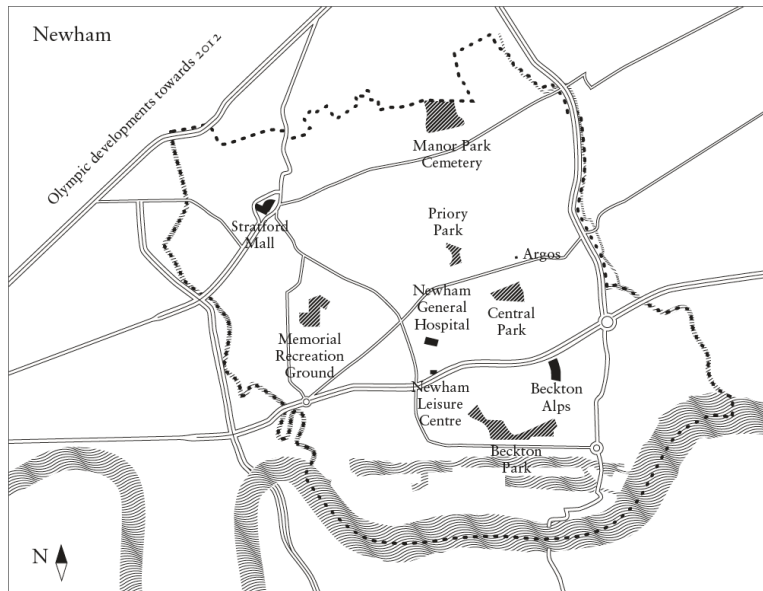 Newham
Olympic developments towards 2012
Manor Park
Cemetery
Stratford
Mall
Priory
Park
Argos
Newham
General
Hospital
Central
Park
Memorial
Recreation
Ground
Newham
Leisure
Centre
Beckton
Alps
Beckton
Park
N